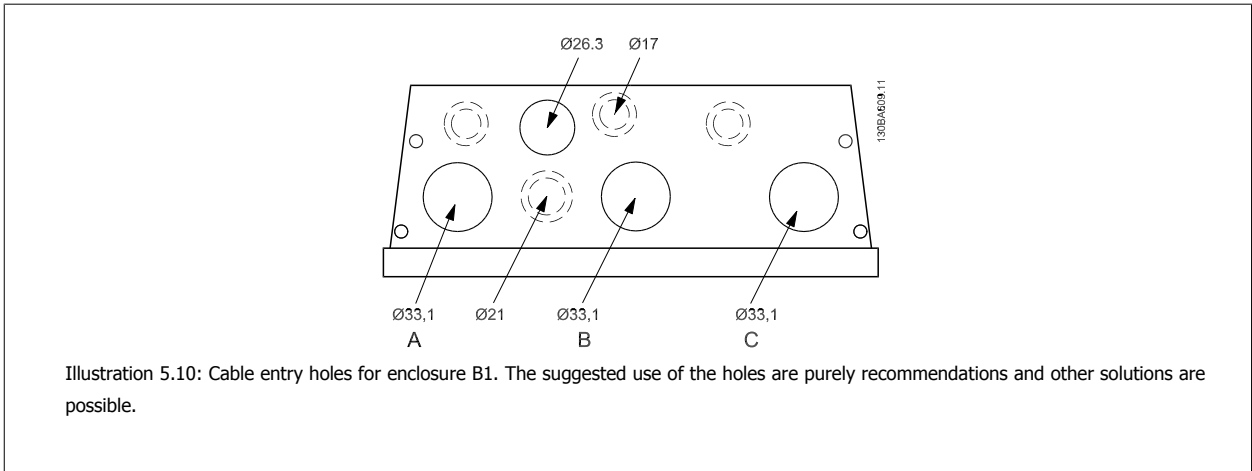 Ø26.3 Ø17
130BA609.11
Ø33,1 Ø21 Ø33,1 Ø33,1
A B C
Illustration 5.10: Cable entry holes for enclosure B1. The suggested use of the holes are purely recommendations and other solutions are
possible.